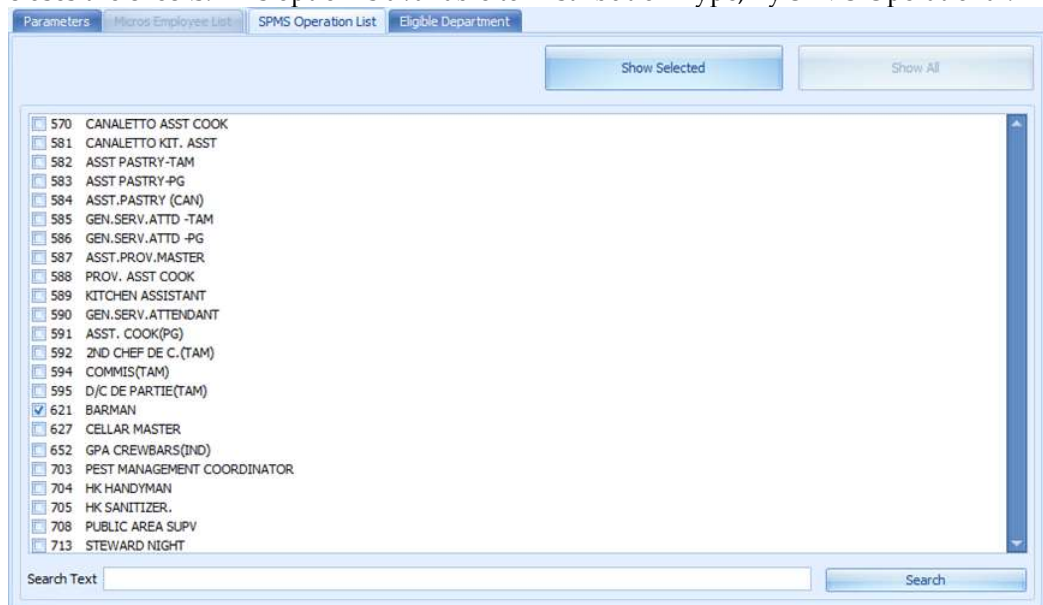 Parameters Micros Employee List SPMS Operation List Eligible Department
Show Selected Show All
570 CANALETTO ASST COOK
581 CANALETTO KIT. ASST
582 ASST PASTRY-TAM
583 ASST PASTRY-PG
584 ASST.PASTRY (CAN)
585 GEN.SERV.ATTD -TAM
586 GEN.SERV.ATTD -PG
587 ASST.PROV.MASTER
588 PROV. ASST COOK
589 KITCHEN ASSISTANT
590 GEN.SERV.ATTENDANT
591 ASST. COOK(PG)
592 2ND CHEF DE C.(TAM)
594 COMMIS(TAM)
595 D/C DE PARTIE(TAM)
621 BARMAN
627 CELLAR MASTER
652 GPA CREWBARS(IND)
703 PEST MANAGEMENT COORDINATOR
704 HK HANDYMAN
705 HK SANITIZER.
708 PUBLIC AREA SUPV
713 STEWARD NIGHT
Search Text Search